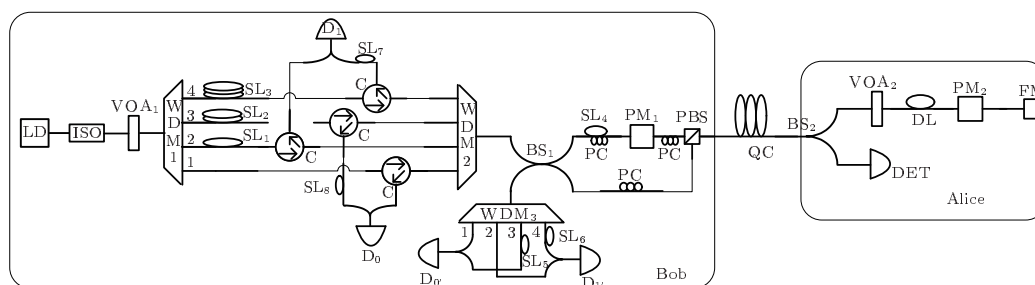 D₁
SL₇
4 SL₃ C W
VOA₁ W 3 SL₂ D
LD ISO D C M
M 2 SL₁ C 2
1 1 C
SL₈
D₀
BS₁
SL₄ PM₁ PBS
PC PC
PC
WDM₃
1 2 3 4 SL₆
SL₅
D₀'
Bob
QC
BS₂
VOA₂ PM₂
DL
DET
Alice